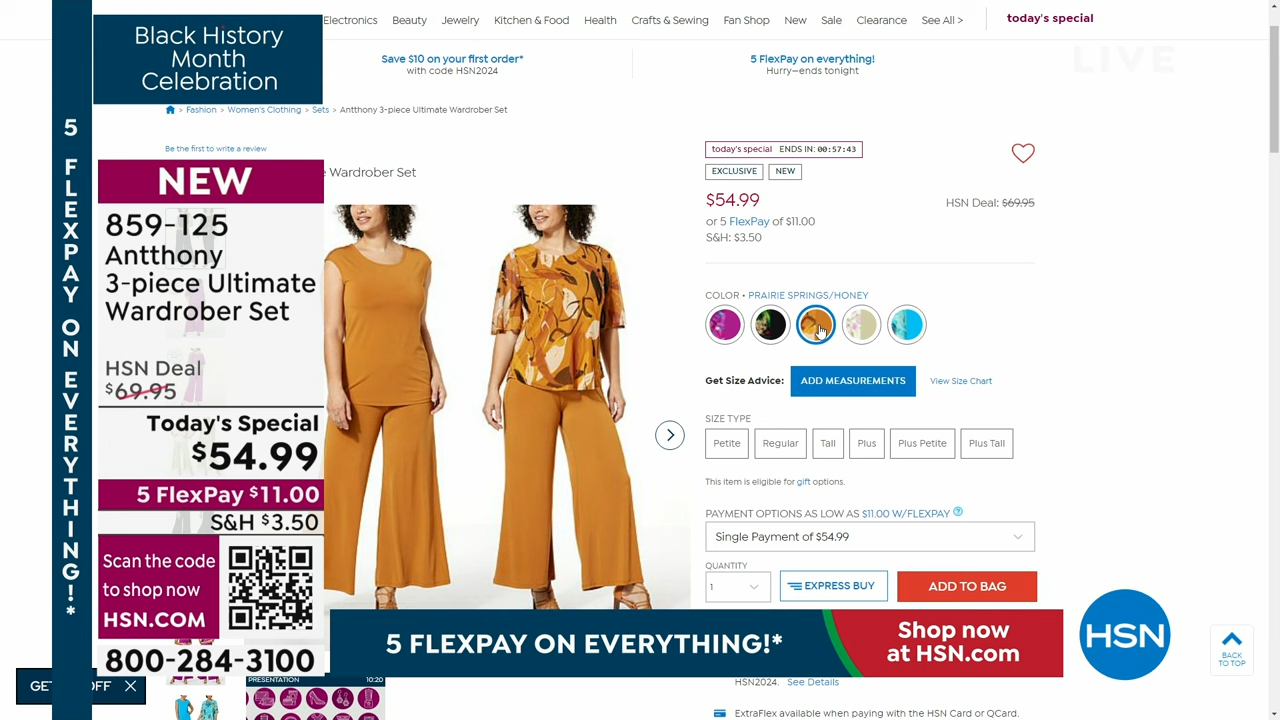 Electronics Beauty Jewelry Kitchen & Food Health Crafts & Sewing Fan Shop New Sale Clearance See All > today's special
Black History
Month
Celebration
Save $10 on your first order*
with code HSN2024
5 FlexPay on everything!
Hurry—ends tonight
LIVE
> Fashion > Women's Clothing > Sets > Antthony 3-piece Ultimate Wardrober Set
5 FLEXPAY ON EVERYTHING!*
Be the first to write a review
Wardrober Set
NEW
859-125
Antthony
3-piece Ultimate
Wardrober Set
HSN Deal
$69.95
Today's Special
$54.99
5 FlexPay $11.00
S&H $3.50
Scan the code
to shop now
HSN.COM
800-284-3100
today's special ENDS IN: 00:57:43
EXCLUSIVE NEW
$54.99
HSN Deal: $69.95
or 5 FlexPay of $11.00
S&H: $3.50
COLOR • PRAIRIE SPRINGS/HONEY
Get Size Advice: ADD MEASUREMENTS View Size Chart
SIZE TYPE
Petite Regular Tall Plus Plus Petite Plus Tall
This item is eligible for gift options.
PAYMENT OPTIONS AS LOW AS $11.00 W/FLEXPAY ?
Single Payment of $54.99
QUANTITY
1 EXPRESS BUY ADD TO BAG
5 FLEXPAY ON EVERYTHING!*
Shop now
at HSN.com
HSN
BACK
TO TOP
GET OFF
PRESENTATION 10:20
HSN2024. See Details
ExtraFlex available when paying with the HSN Card or QCard.